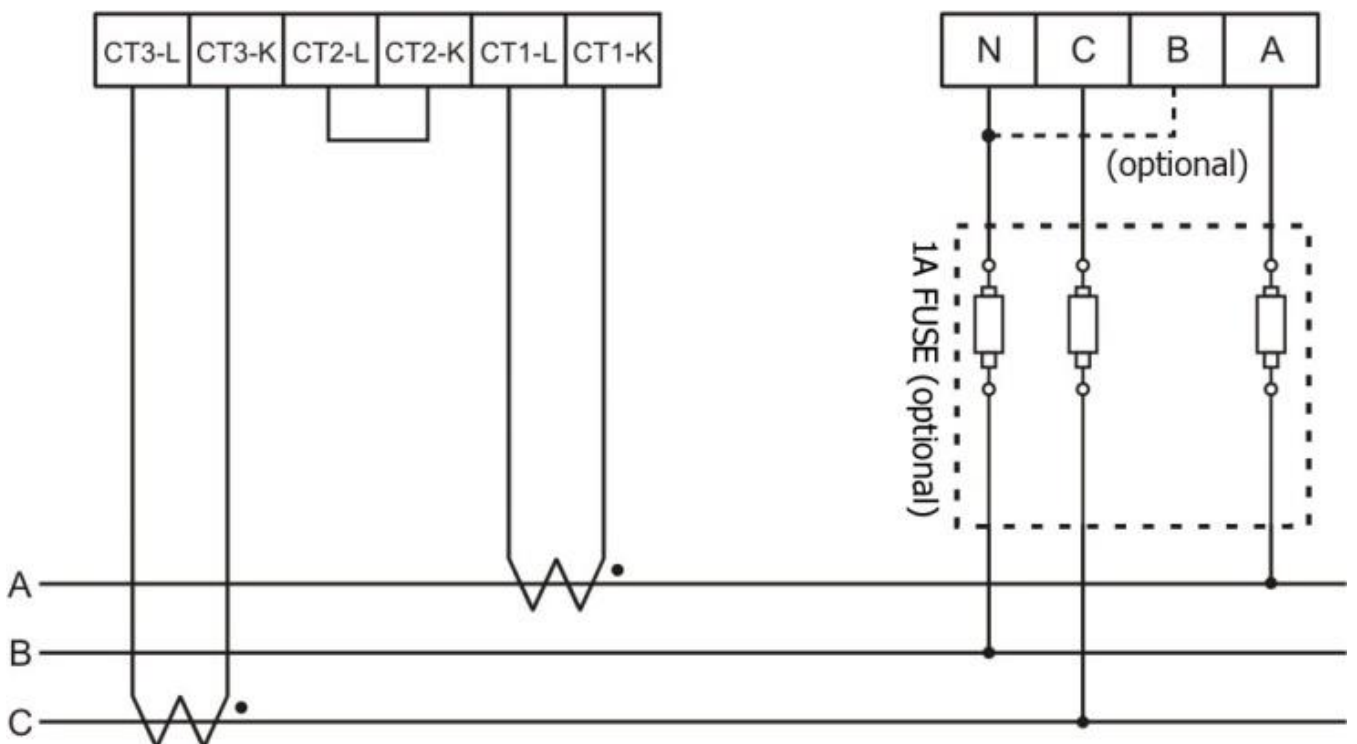 CT3-L CT3-K CT2-L CT2-K CT1-L CT1-K
N C B A
(optional)
1A FUSE (optional)
A
B
C